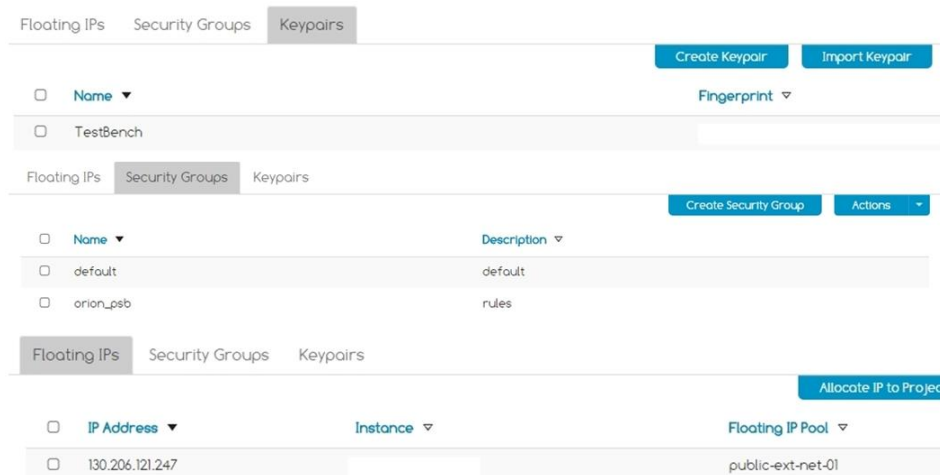 Floating IPs Security Groups Keypairs
Create Keypair Import Keypair
Name Fingerprint
TestBench
Floating IPs Security Groups Keypairs
Create Security Group Actions
Name Description
default default
orion_psb rules
Floating IPs Security Groups Keypairs
Allocate IP to Projec
IP Address Instance Floating IP Pool
130.206.121.247 public-ext-net-01